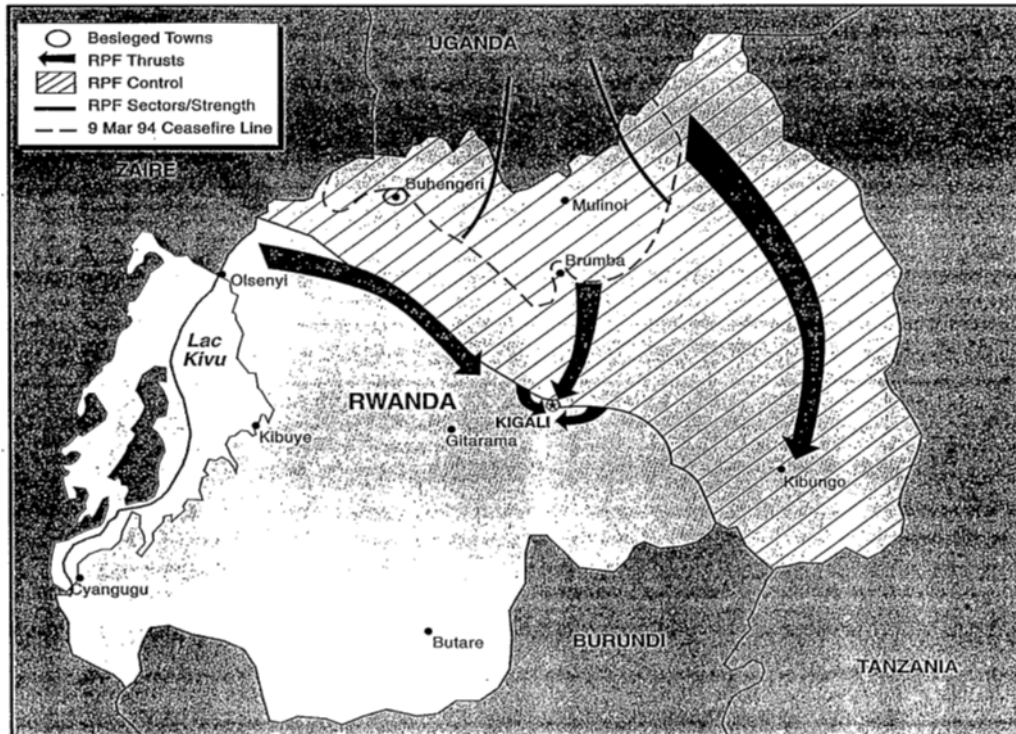 Besieged Towns
RPF Thrusts
RPF Control
RPF Sectors/Strength
9 Mar 94 Ceasefire Line
UGANDA
ZAIRE
Buhengeri
Mulinoi
Brumba
Olsenyi
Lac
Kivu
RWANDA
KIGALI
Kibuye
Gitarama
Kibungo
Cyangugu
Butare
BURUNDI
TANZANIA